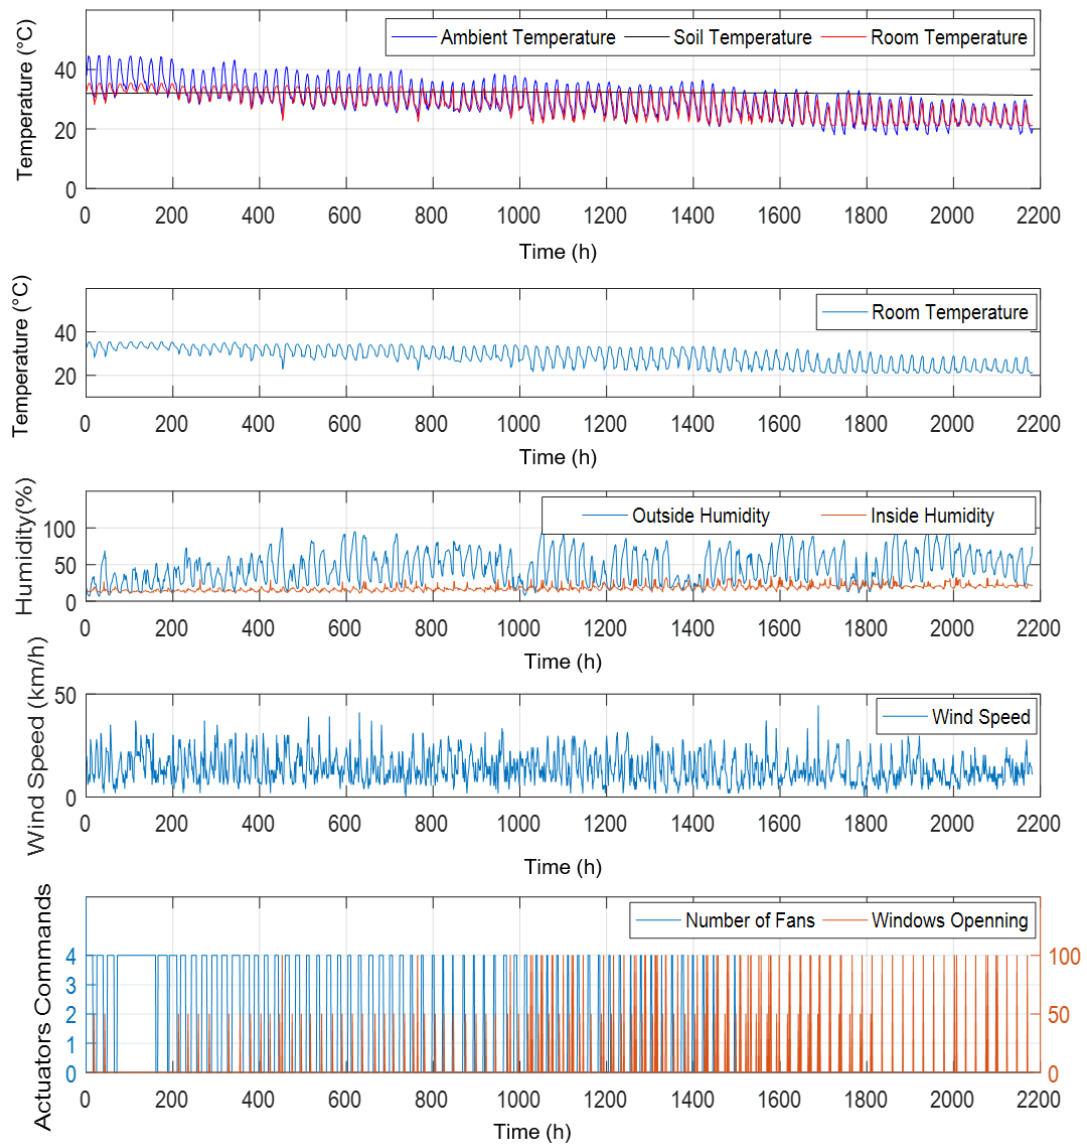 Temperature (°C)
Ambient Temperature Soil Temperature Room Temperature
40
20
0
0 200 400 600 800 1000 1200 1400 1600 1800 2000 2200
Time (h)
Temperature (°C)
Room Temperature
40
20
0 200 400 600 800 1000 1200 1400 1600 1800 2000 2200
Time (h)
Humidity(%)
Outside Humidity Inside Humidity
100
50
0
0 200 400 600 800 1000 1200 1400 1600 1800 2000 2200
Time (h)
Wind Speed (km/h)
Wind Speed
50
0
0 200 400 600 800 1000 1200 1400 1600 1800 2000 2200
Time (h)
Actuators Commands
Number of Fans Windows Openning
4 100
3
2 50
1
0 0
0 200 400 600 800 1000 1200 1400 1600 1800 2000 2200
Time (h)